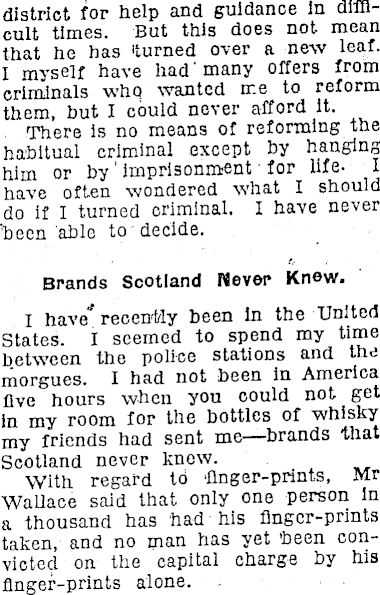 district for help and guidance in diffi-
cult times. But this does not mean
that he has turned over a new leaf.
I myself have had many offers from
criminals who wanted me to reform
them, but I could never afford it.
There is no means of reforming the
habitual criminal except by hanging
him or by imprisonment for life. I
have often wondered what I should
do if I turned criminal. I have never
been able to decide.
Brands Scotland Never Knew.
I have recently been in the United
States. I seemed to spend my time
between the police stations and the
morgues. I had not been in America
five hours when you could not get
in my room for the bottles of whisky
my friends had sent me—brands that
Scotland never knew.
With regard to finger-prints, Mr
Wallace said that only one person in
a thousand has had his finger-prints
taken, and no man has yet been con-
victed on the capital charge by his
finger-prints alone.